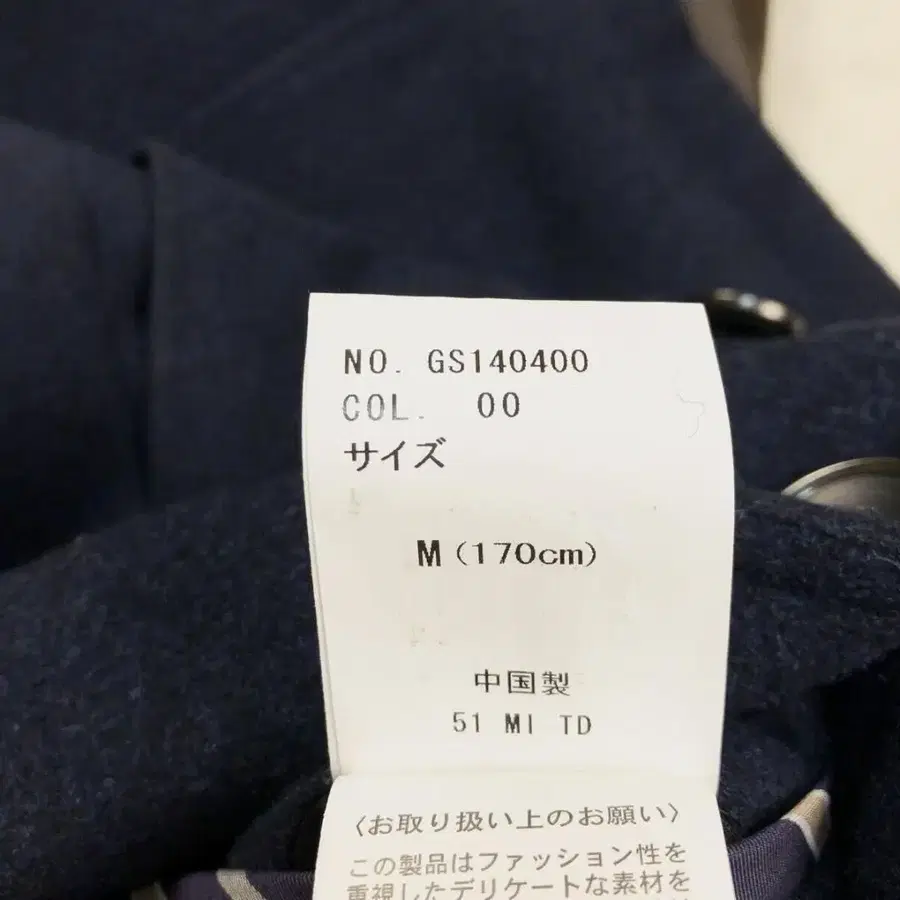 NO. GS140400
COL. 00
サイズ
M (170cm)
中国製
51 MI TD
〈お取り扱い上のお願い〉
この製品はファッション性を
重視したデリケートな素材を